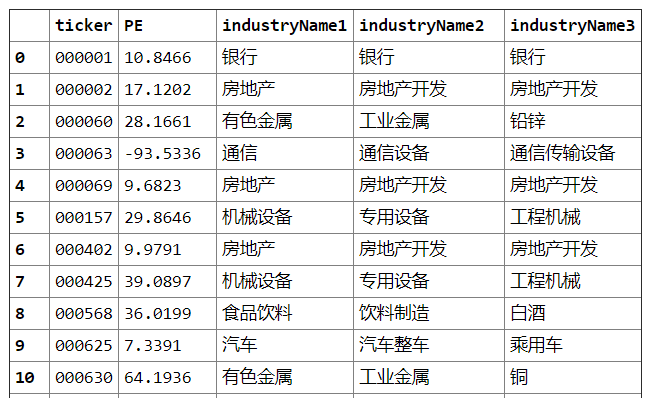 ticker PE industryName1 industryName2 industryName3
0 000001 10.8466 银行 银行 银行
1 000002 17.1202 房地产 房地产开发 房地产开发
2 000060 28.1661 有色金属 工业金属 铅锌
3 000063 -93.5336 通信 通信设备 通信传输设备
4 000069 9.6823 房地产 房地产开发 房地产开发
5 000157 29.8646 机械设备 专用设备 工程机械
6 000402 9.9791 房地产 房地产开发 房地产开发
7 000425 39.0897 机械设备 专用设备 工程机械
8 000568 36.0199 食品饮料 饮料制造 白酒
9 000625 7.3391 汽车 汽车整车 乘用车
10 000630 64.1936 有色金属 工业金属 铜